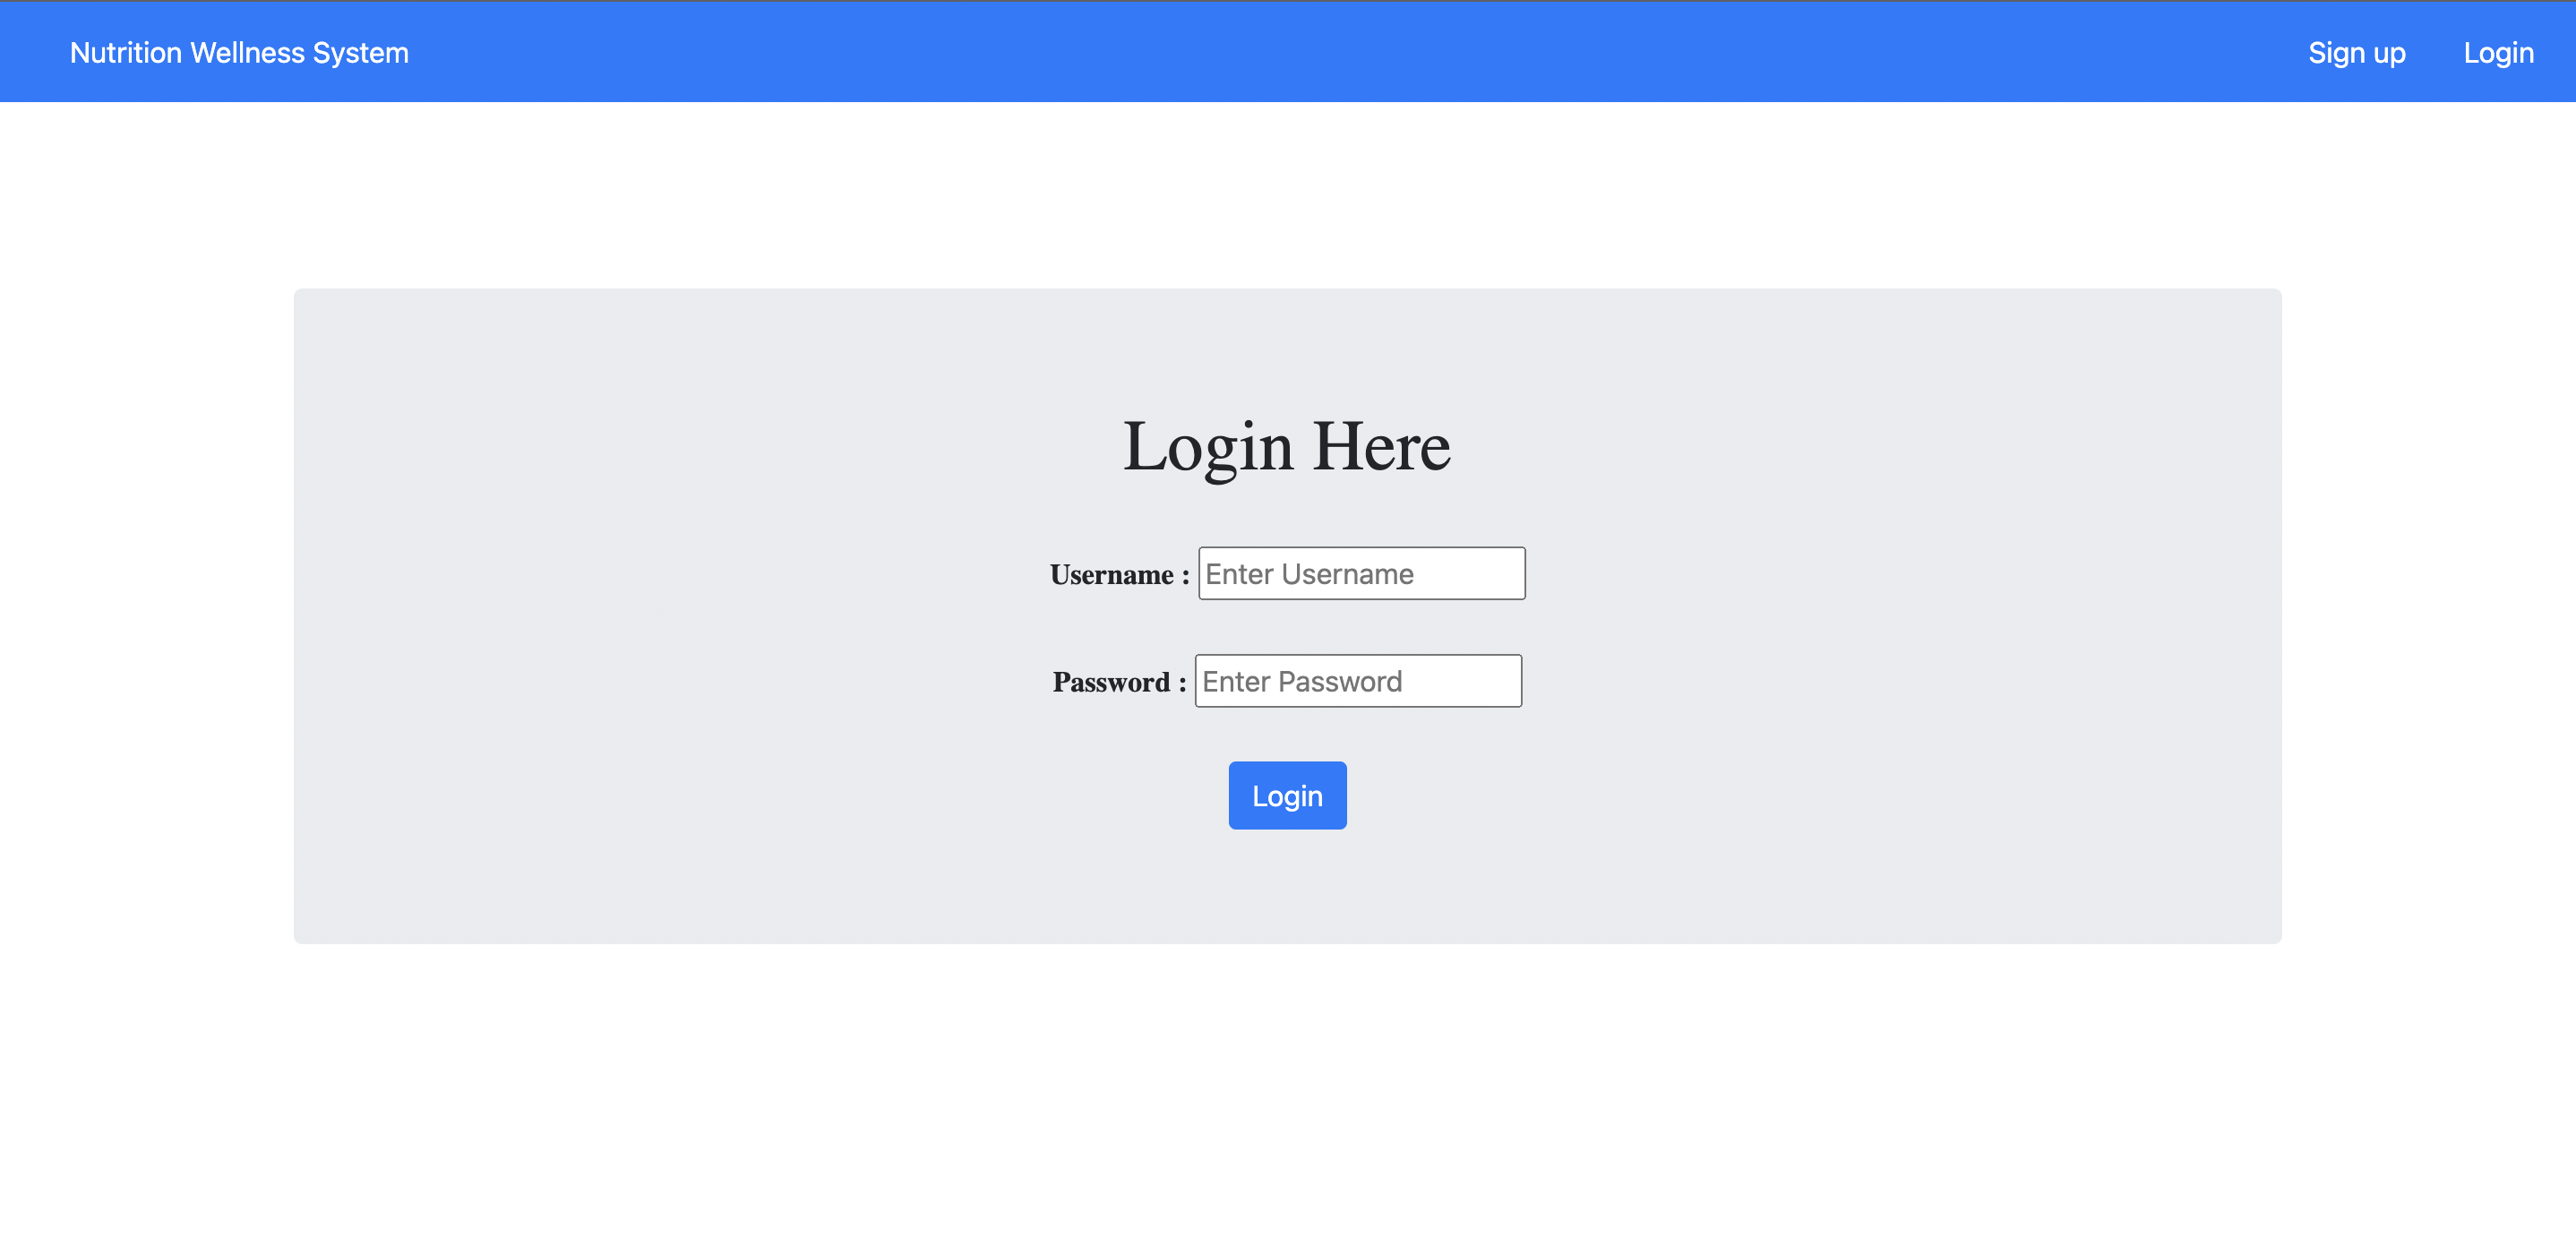 Nutrition Wellness System Sign up Login
Login Here
Username : Enter Username
Password : Enter Password
Login